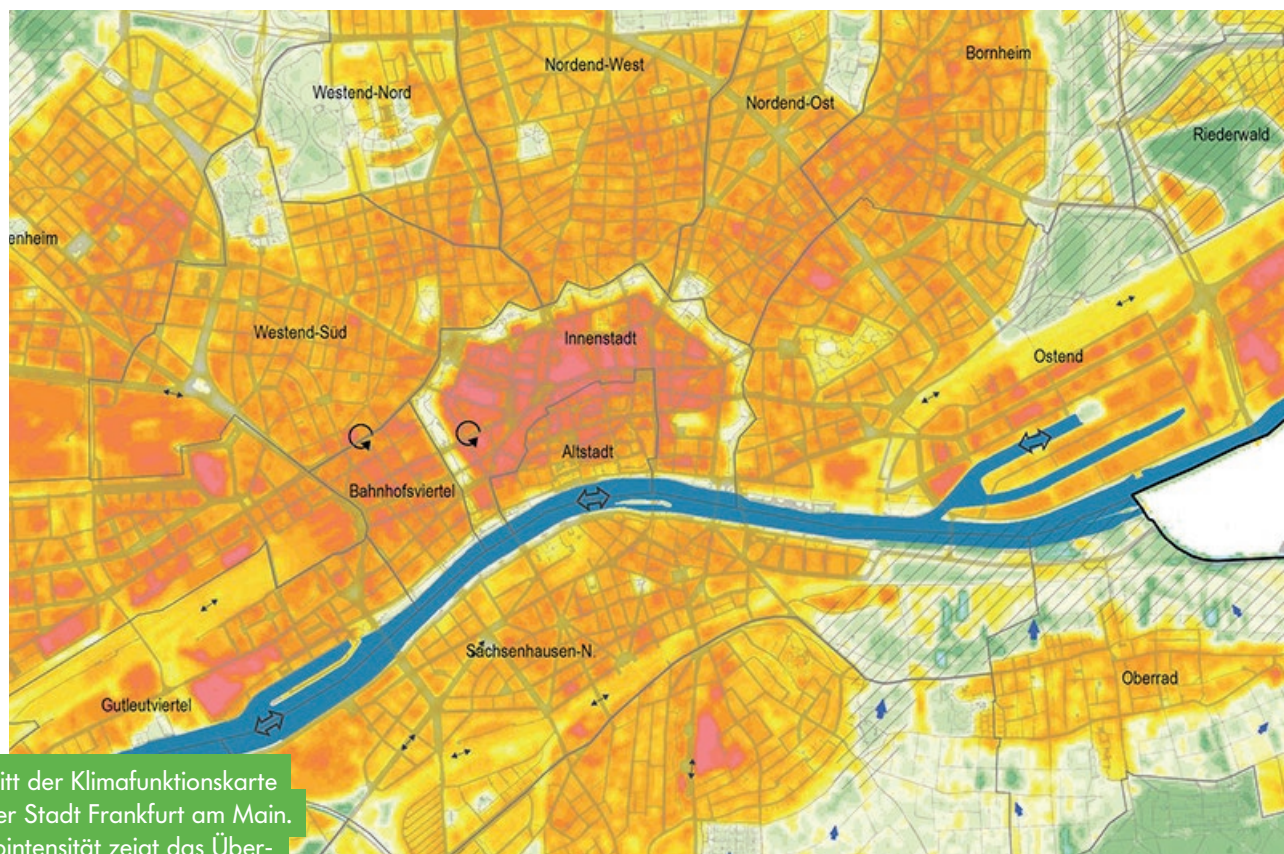 Nordend-West
Bornheim
Westend-Nord
Nordend-Ost
Riederwald
enheim
Westend-Süd
Innenstadt
Ostend
Altstadt
Bahnhofsviertel
Sachsenhausen-N.
Oberrad
Gutleutviertel
itt der Klimafunktionskarte
er Stadt Frankfurt am Main.
bintensität zeigt das Über-